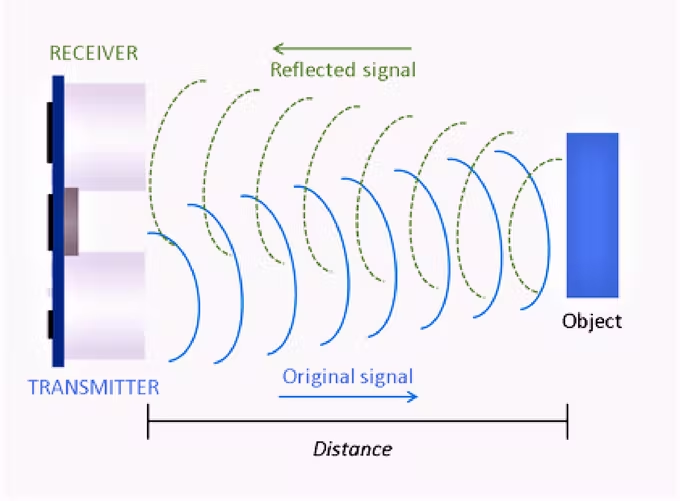 RECEIVER
Reflected signal
Object
TRANSMITTER
Original signal
Distance